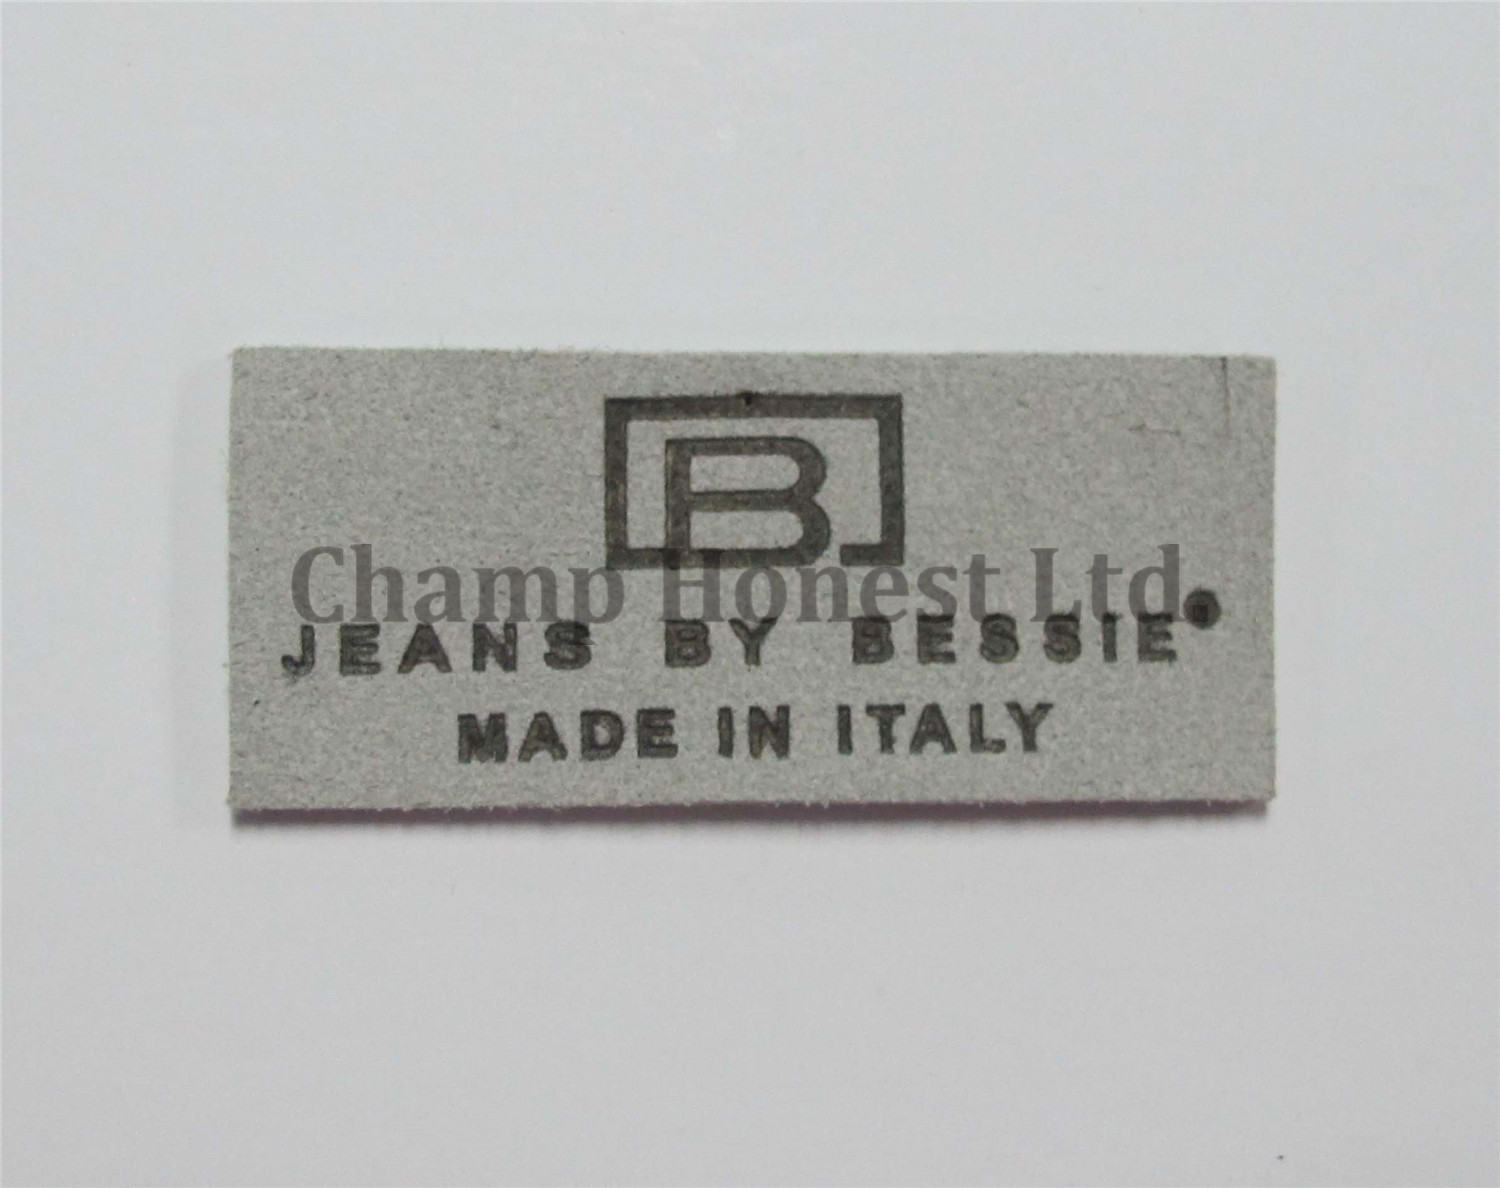 B
Champ Honest Ltd.
JEANS BY BESSIE
MADE IN ITALY